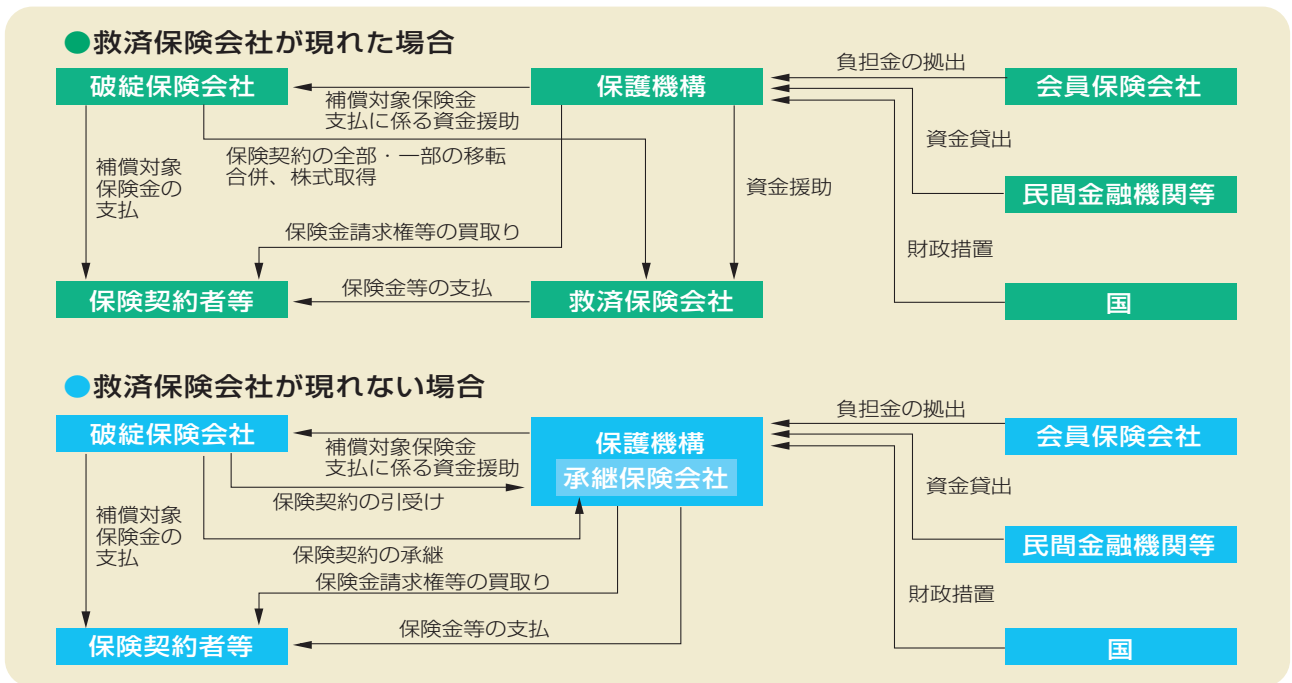 ●救済保険会社が現れた場合
破綻保険会社
保護機構
負担金の拠出
会員保険会社
補償対象保険金
支払に係る資金援助
資金貸出
補償対象
保険金の
支払
保険契約の全部・一部の移転
合併、株式取得
資金援助
民間金融機関等
保険金請求権等の買取り
財政措置
保険契約者等
保険金等の支払
救済保険会社
国
●救済保険会社が現れない場合
破綻保険会社
保護機構
承継保険会社
負担金の拠出
会員保険会社
補償対象保険金
支払に係る資金援助
資金貸出
保険契約の引受け
補償対象
保険金の
支払
保険契約の承継
民間金融機関等
保険金請求権等の買取り
財政措置
保険契約者等
保険金等の支払
国